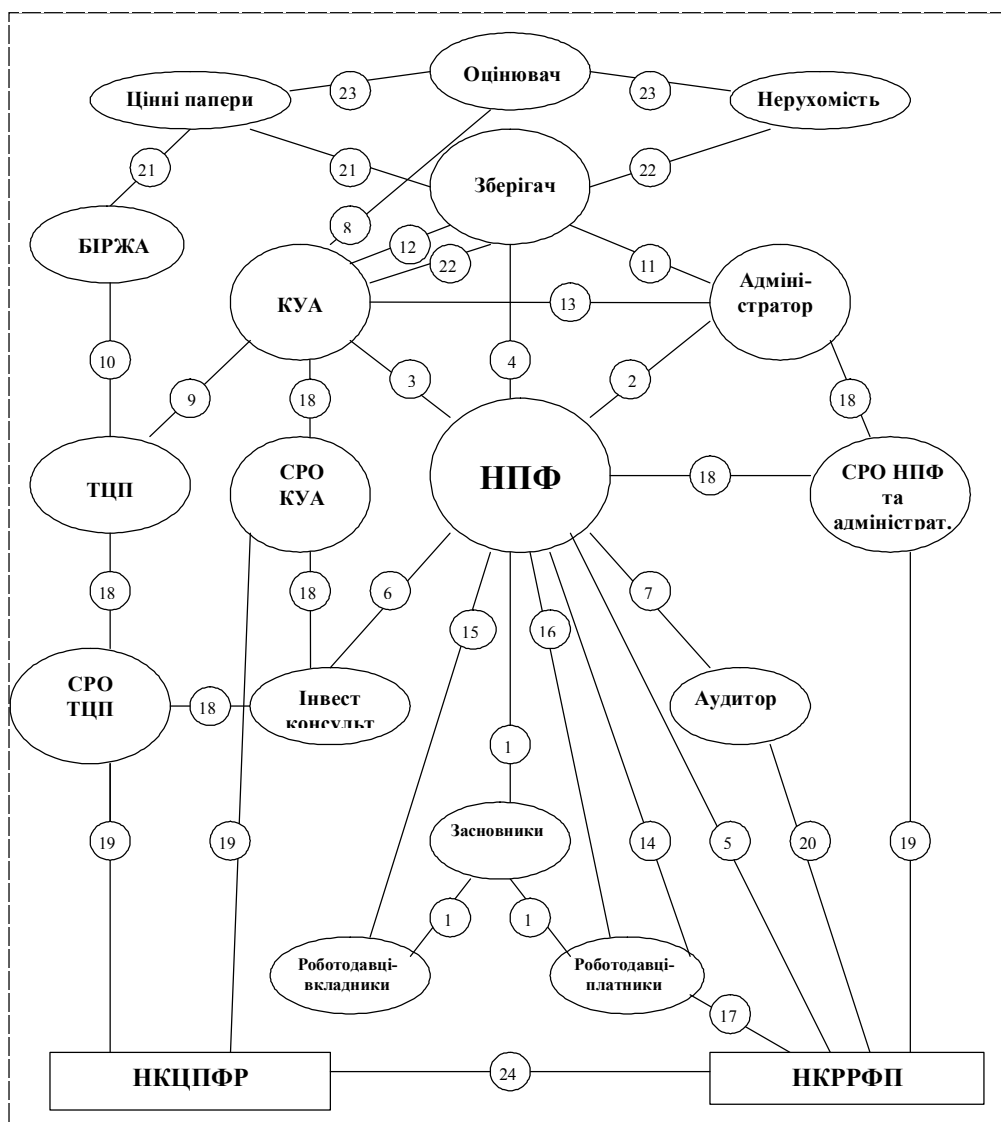 Оцінювач
Цінні папери
23
23
Нерухомість
21
21
Зберігач
22
БІРЖА
8
12
22
11
КУА
13
Адміні-
стратор
10
9
3
4
2
18
18
ТЦП
СРО
КУА
НПФ
18
СРО НПФ
та
адміністрат.
18
18
6
7
15
16
СРО
ТЦП
18
Інвест
консульт
Аудитор
1
19
19
Засновники
14
5
20
19
1
1
Роботодавці-
вкладники
Роботодавці-
платники
17
НКЦПФР
24
НКРРФП